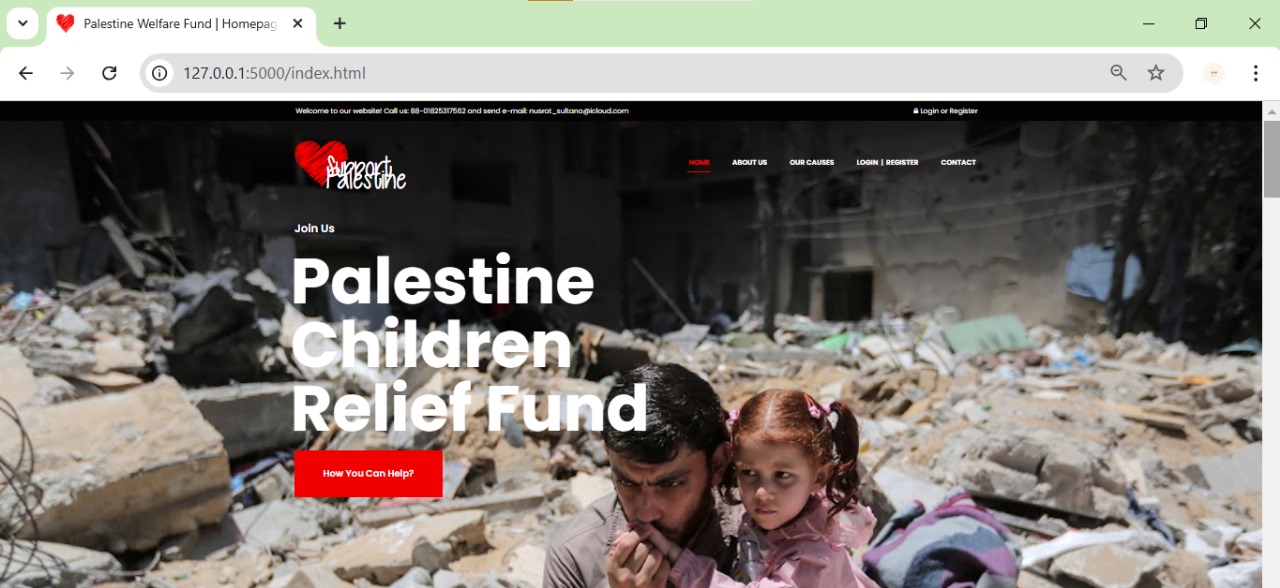 Palestine Welfare Fund | Homepag
127.0.0.1:5000/index.html
Welcome to our website! Call us: 88-01825317562 and send e-mail: nusrat_sultana@icloud.com
Login or Register
Support
Palestine
HOME
ABOUT US
OUR CAUSES
LOGIN | REGISTER
CONTACT
Join Us
Palestine
Children
Relief Fund
How You Can Help?